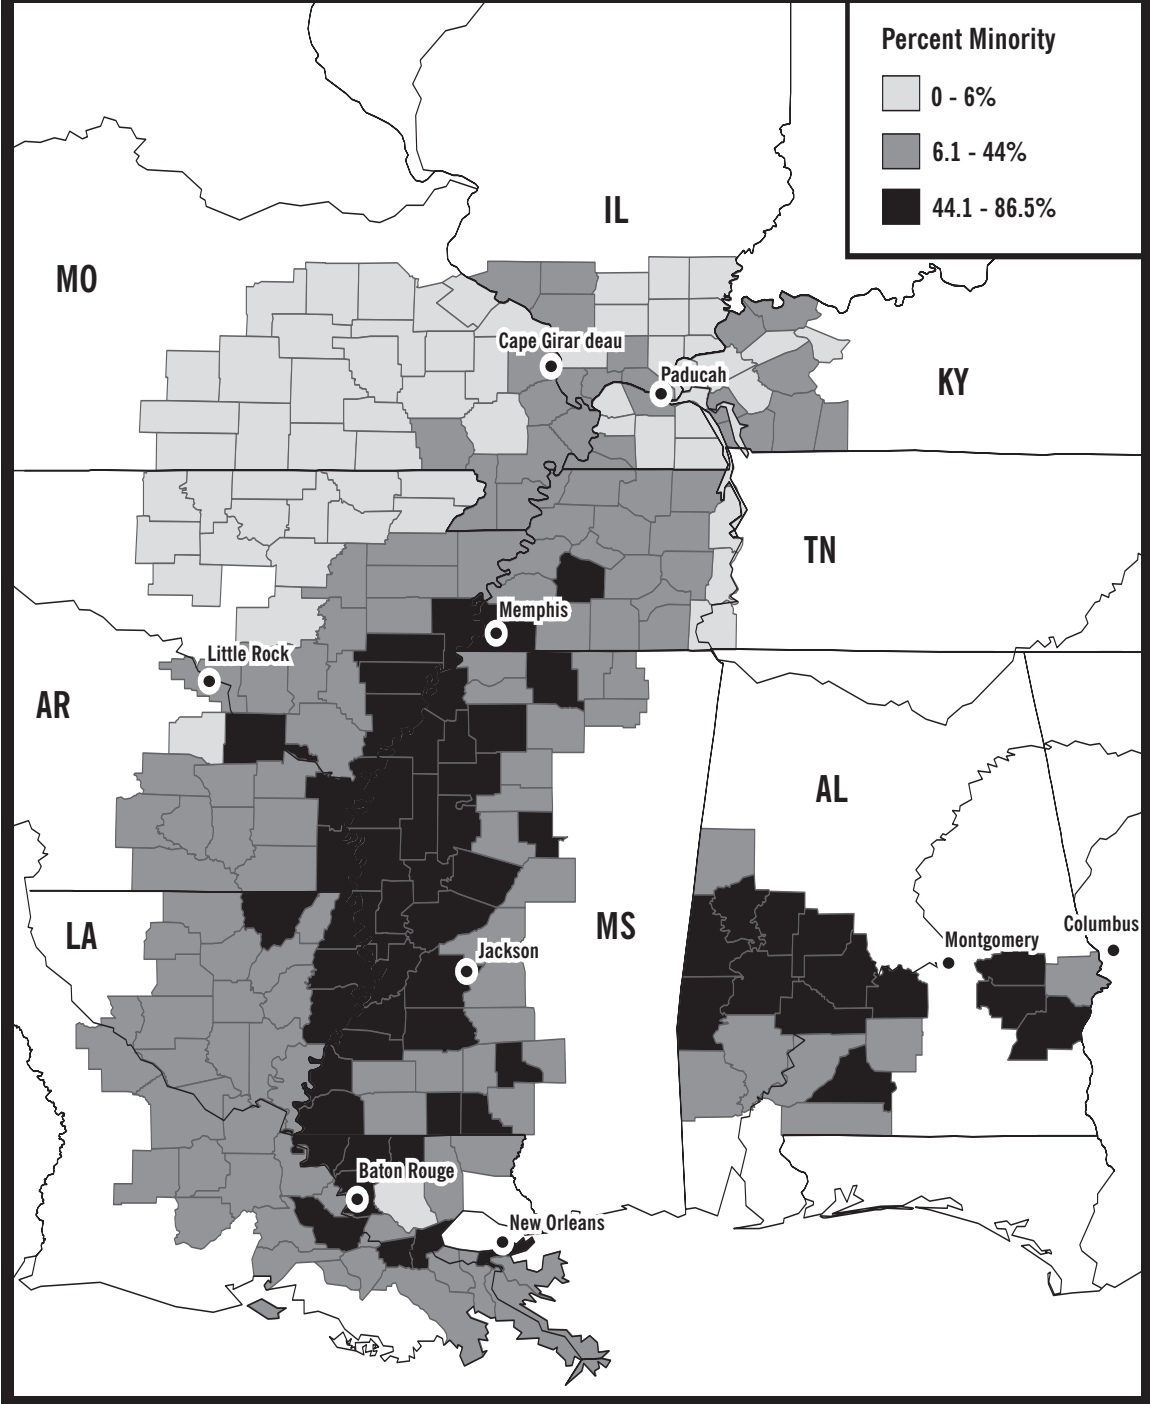 Percent Minority
0 - 6%
6.1 - 44%
44.1 - 86.5%
IL
MO
Cape Girar deau
Paducah
KY
TN
Memphis
Little Rock
AR
AL
LA
MS
Columbus
Montgomery
Jackson
Baton Rouge
New Orleans